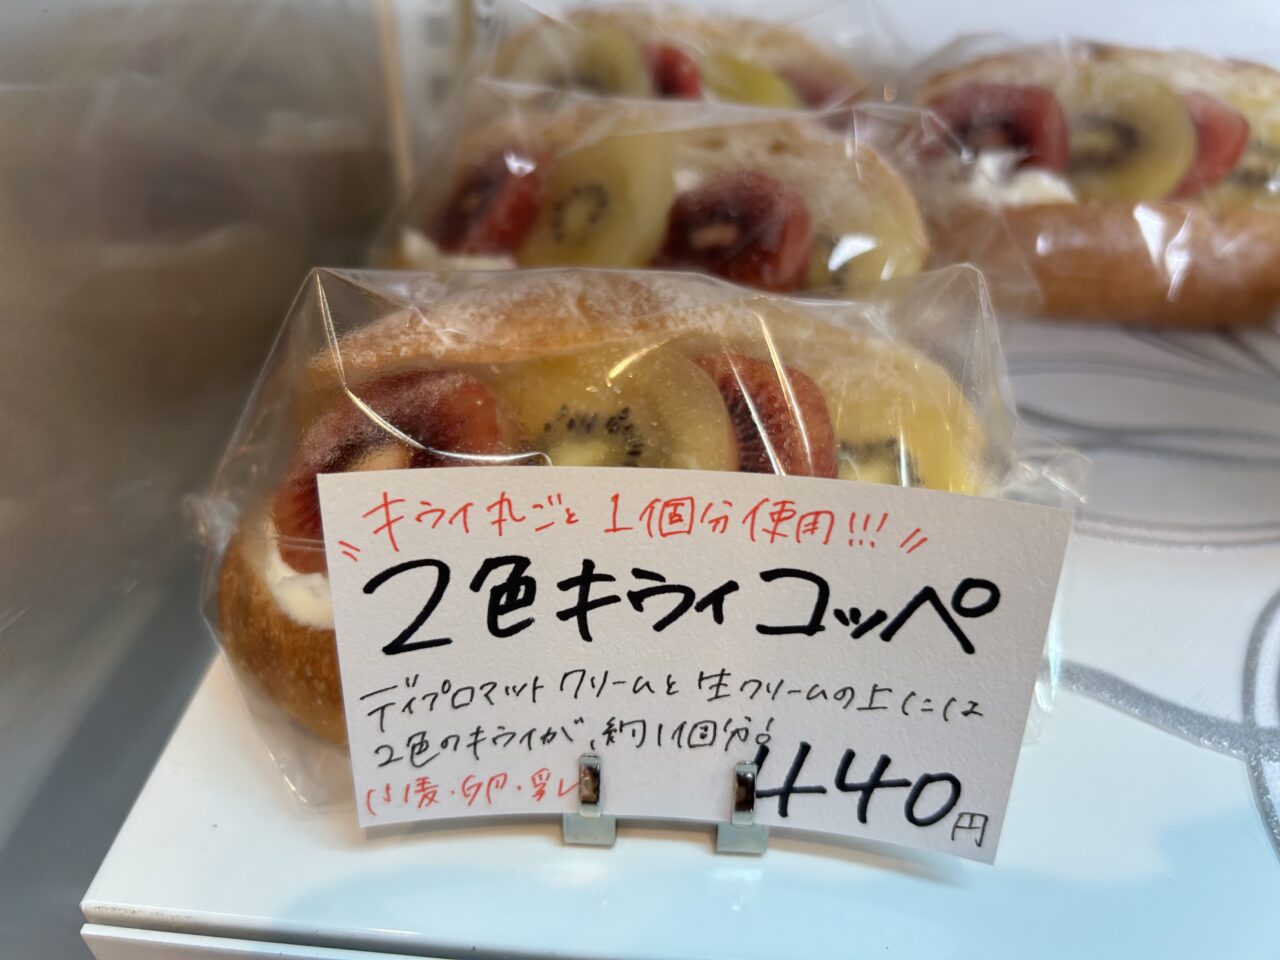 キウイ丸ごと1個分使用!!!
2色キウイコッペ
ディプロマットクリームと生クリームの上には
2色のキウイが、約1個分!
小麦・卵・乳
440円